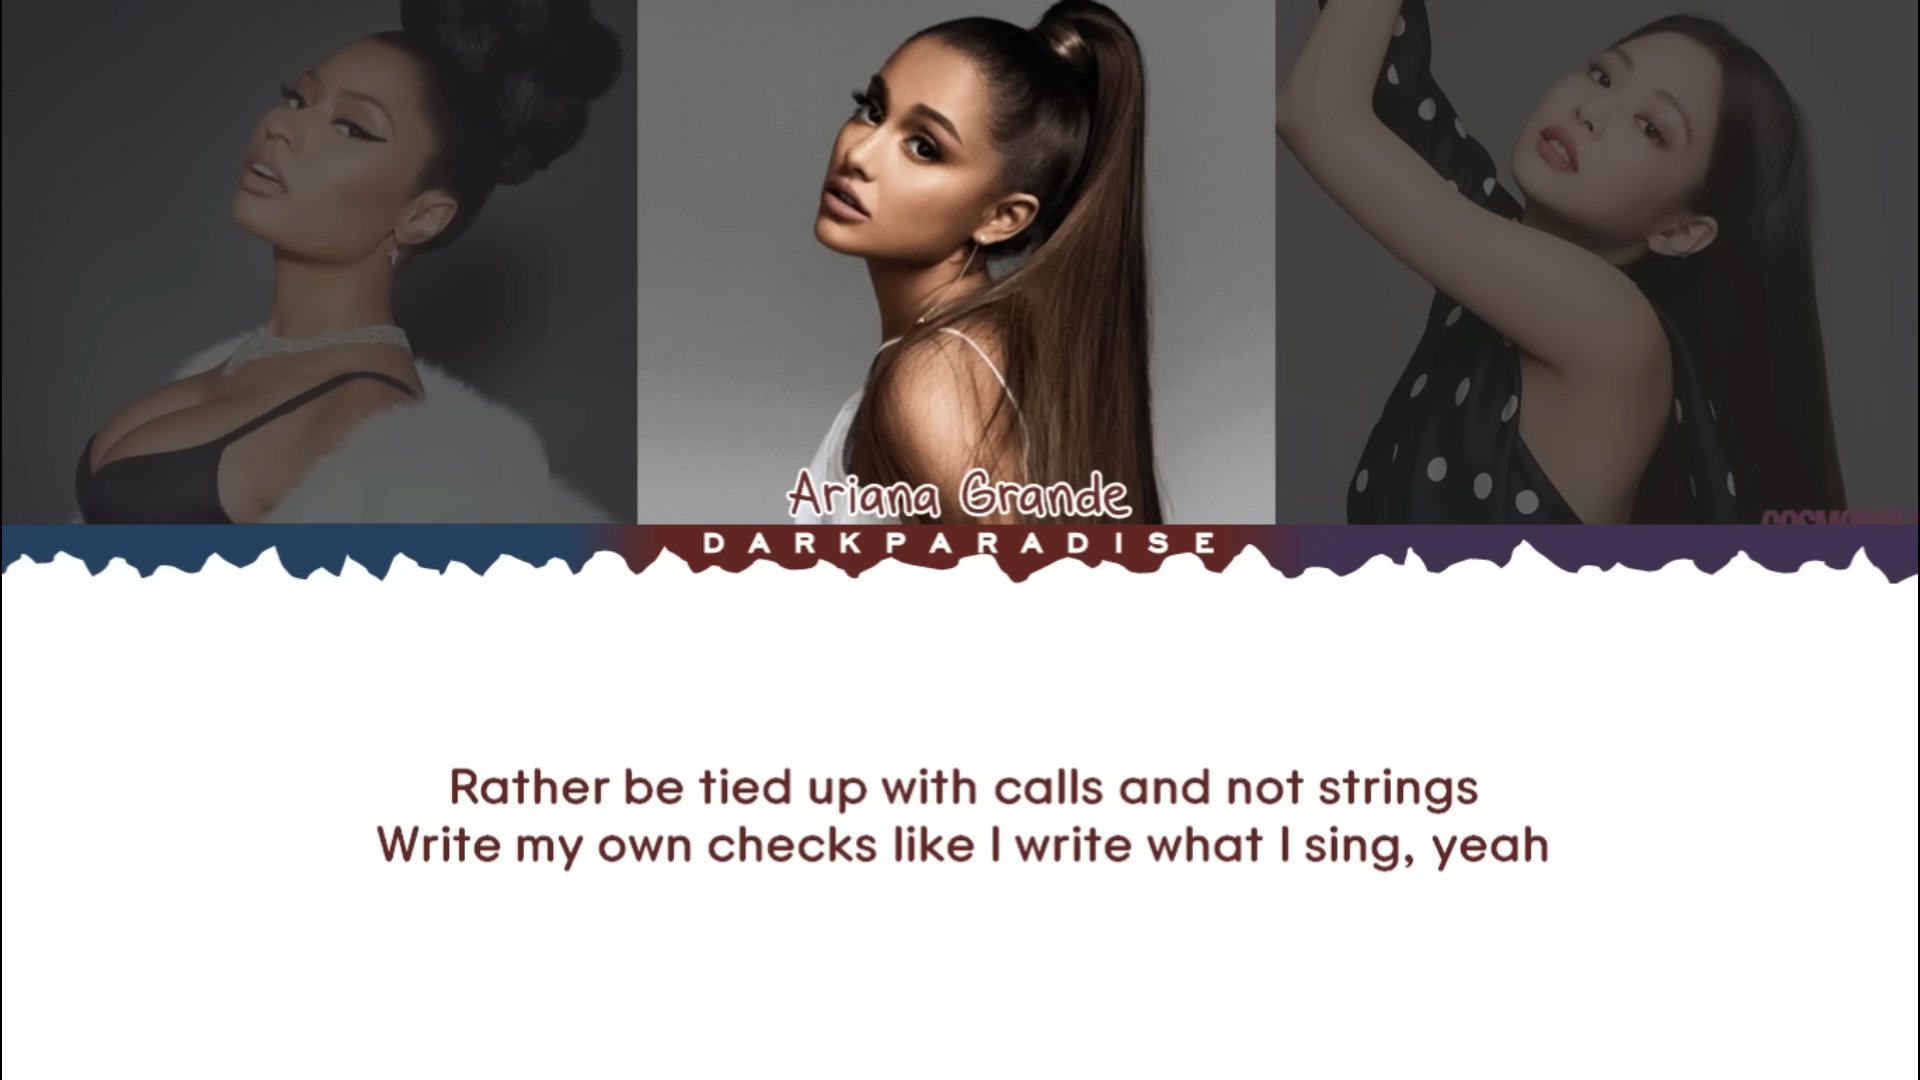 Ariana Grande
DARKPARADISE
Rather be tied up with calls and not strings
Write my own checks like I write what I sing, yeah